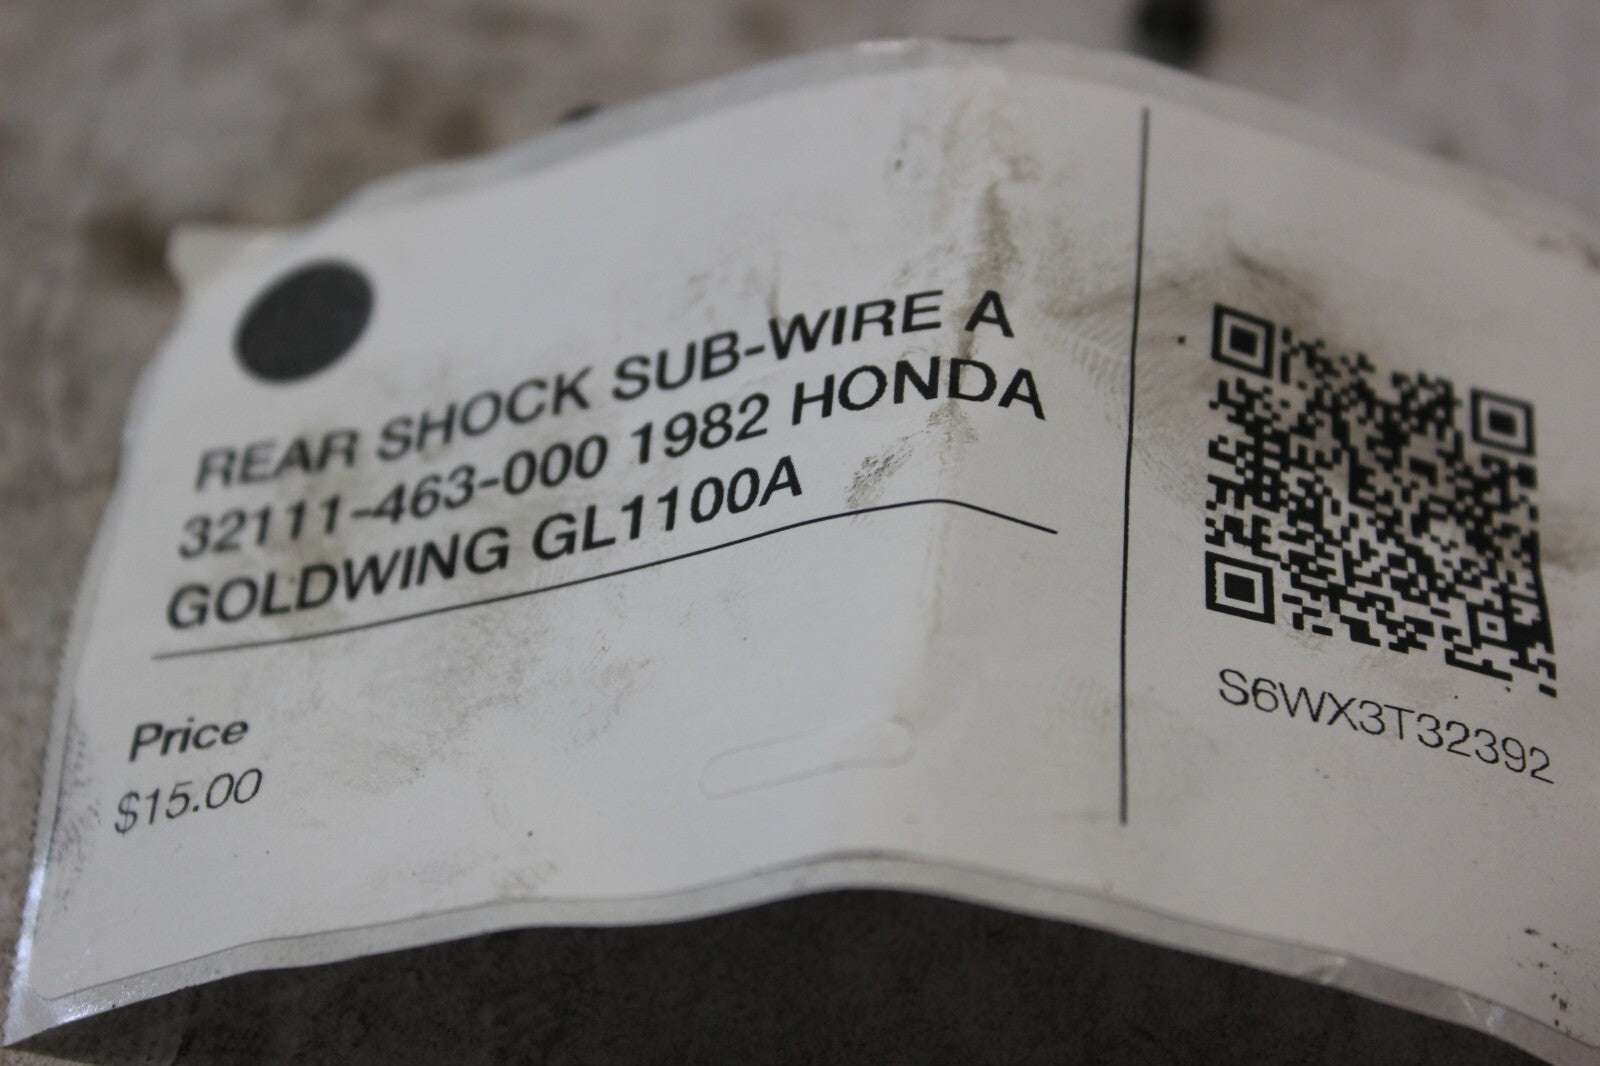 REAR SHOCK SUB-WIRE A
32111-463-000 1982 HONDA
GOLDWING GL1100A
Price
$15.00
S6WX3T32392